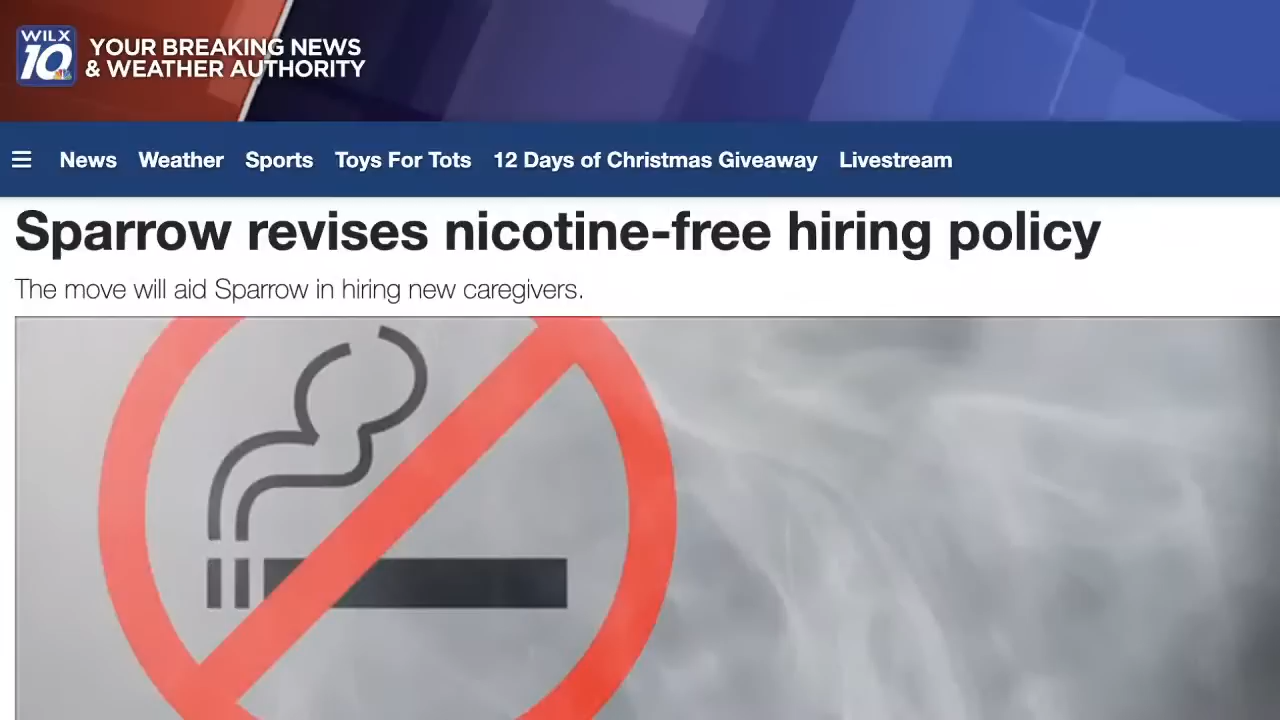 WILX
10
YOUR BREAKING NEWS
& WEATHER AUTHORITY
News Weather Sports Toys For Tots 12 Days of Christmas Giveaway Livestream
Sparrow revises nicotine-free hiring policy
The move will aid Sparrow in hiring new caregivers.